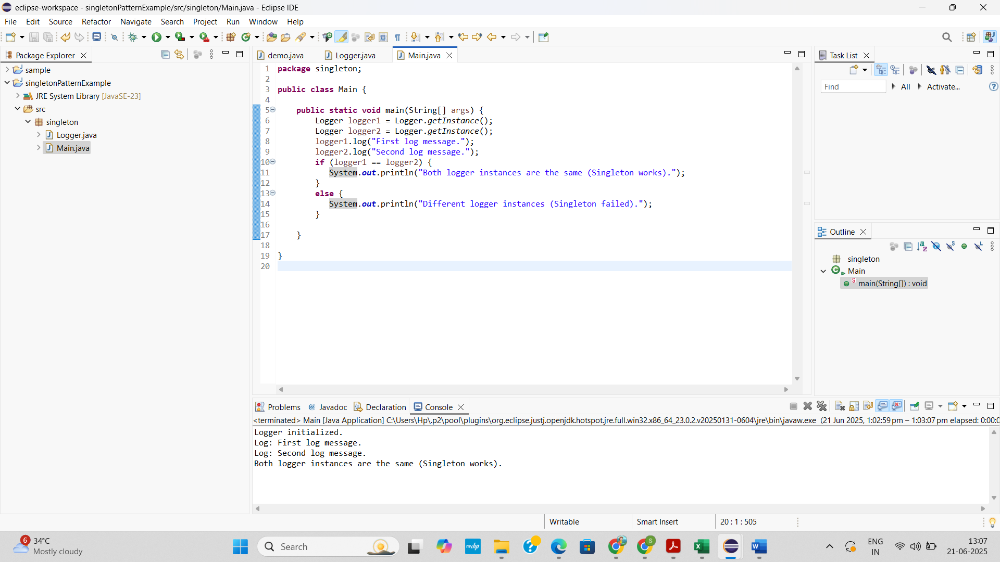 eclipse-workspace - singletonPatternExample/src/singleton/Main.java - Eclipse IDE
File Edit Source Refactor Navigate Search Project Run Window Help
Package Explorer
sample
singletonPatternExample
JRE System Library [JavaSE-23]
src
singleton
Logger.java
Main.java
demo.java Logger.java Main.java
1 package singleton;
2
3 public class Main {
4
5 public static void main(String[] args) {
6 Logger logger1 = Logger.getInstance();
7 Logger logger2 = Logger.getInstance();
8 logger1.log("First log message.");
9 logger2.log("Second log message.");
10 if (logger1 == logger2) {
11 System.out.println("Both logger instances are the same (Singleton works).");
12 }
13 else {
14 System.out.println("Different logger instances (Singleton failed).");
15 }
16
17 }
18
19 }
20
Task List
Find All Activate...
Outline
singleton
Main
main(String[]) : void
Problems Javadoc Declaration Console
<terminated> Main [Java Application] C:\Users\Hp\.p2\pool\plugins\org.eclipse.justj.openjdk.hotspot.jre.full.win32.x86_64_23.0.2.v20250131-0604\jre\bin\javaw.exe (21 Jun 2025, 1:02:59 pm – 1:03:07 pm elapsed: 0:00:0
Logger initialized.
Log: First log message.
Log: Second log message.
Both logger instances are the same (Singleton works).
Writable Smart Insert 20 : 1 : 505
6 34°C
Mostly cloudy
Search
myhp
S
ENG
IN
13:07
21-06-2025